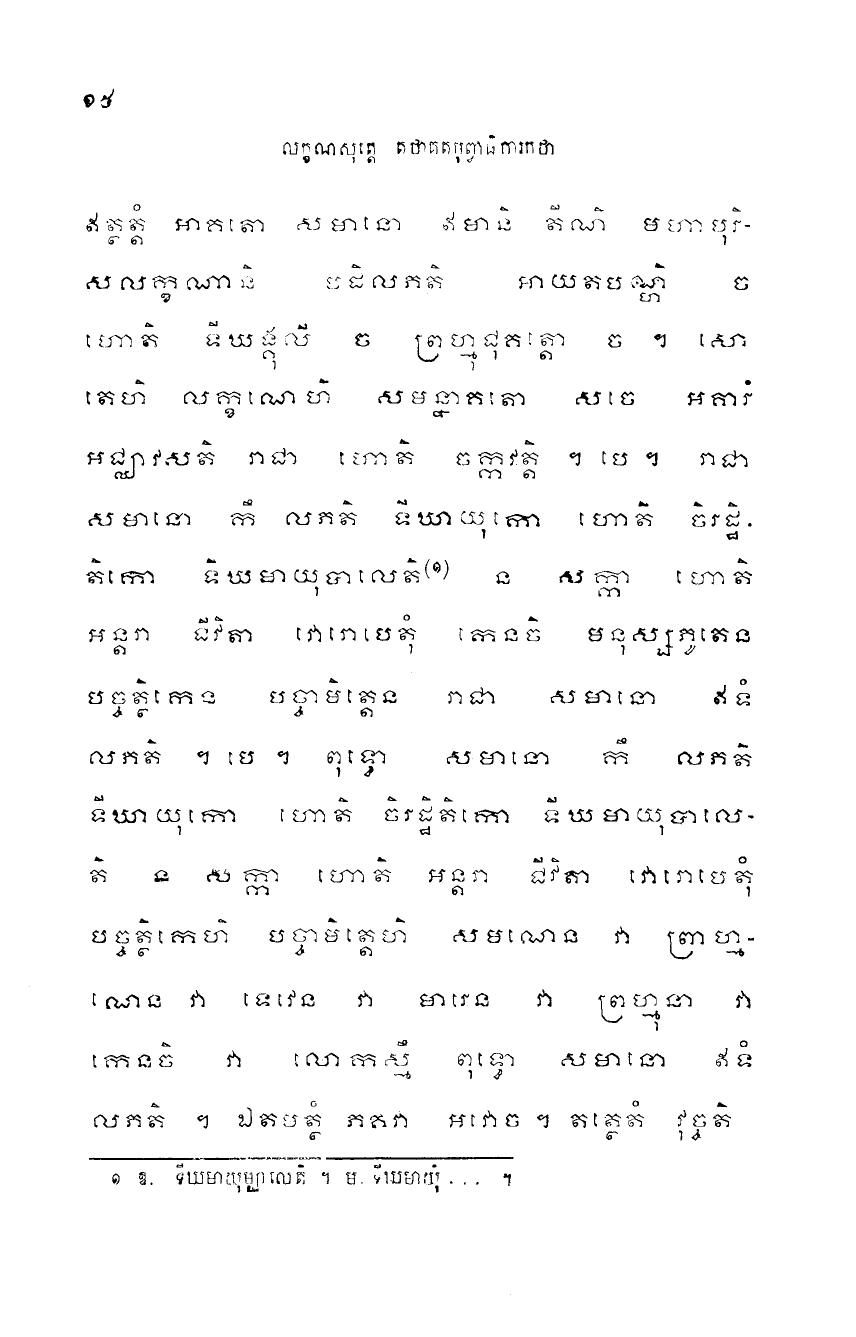 ១៥
លក្ខណសុត្តេ តថាគតបុព្វាធិការកថា
ឥត្ថត្តំ អាគតោ សមានោ ឥមានិ តីណិ មហាបុរិ-
សលក្ខណានិ បដិលភតិ អាយតបណ្ហិ ច
ហោតិ ទីឃង្គុលី ច ព្រហ្មុជុគត្តោ ច ។ សោ
តេហិ លក្ខណេហិ សមន្នាគតោ សចេ អគារំ
អជ្ឈាវសតិ រាជា ហោតិ ចក្កវត្តិ ។ បេ ។ រាជា
សមានោ កឹ លភតិ ទីឃាយុកោ ហោតិ ចិរដ្ឋិ.
តិកោ ទីឃមាយុបាលេតិ(១) ន សក្កា ហោតិ
អន្តរា ជីវិតា វោរោបេតុំ កេនចិ មនុស្សភូតេន
បច្ចត្ថិកេន បច្ចាមិត្តេន រាជា សមានោ ឥទំ
លភតិ ។ បេ ។ ពុទ្ធោ សមានោ កឹ លភតិ
ទីឃាយុកោ ហោតិ ចិរដ្ឋិតិកោ ទីឃមាយុបាលេ-
តិ ន សក្កា ហោតិ អន្តរា ជីវិតា វោរោបេតុំ
បច្ចត្ថិកេហិ បច្ចាមិត្តេហិ សមណេន វា ព្រាហ្ម-
ណេន វា ទេវេន វា មារេន វា ព្រហ្មុនា វា
កេនចិ វា លោកស្មឹ ពុទ្ធោ សមានោ ឥទំ
លភតិ ។ ឯតបត្ថំ ភគវា អវោច ។ តត្ថេតំ វុច្ចតិ
១ ឱ. ទីឃមាយុម្បាលេតិ ។ ម. ទីឃមាយុំ ... ។